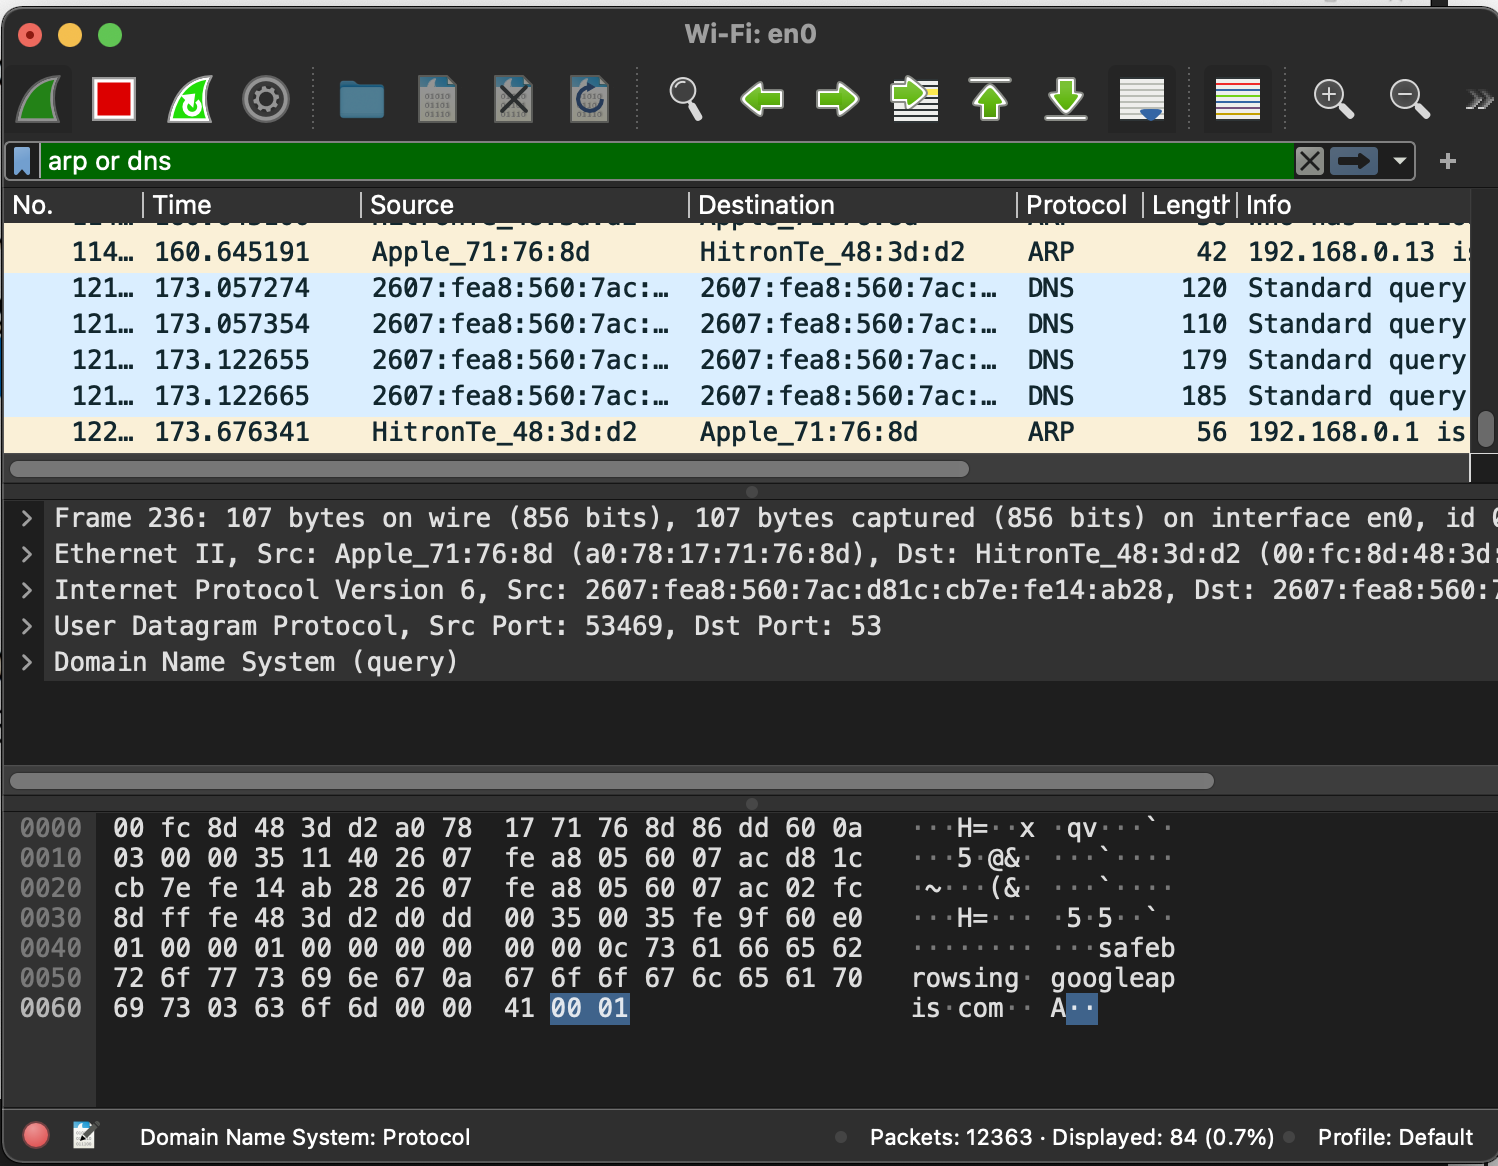 Wi-Fi: en0
arp or dns
No. Time Source Destination Protocol Length Info
114… 160.645191 Apple_71:76:8d HitronTe_48:3d:d2 ARP 42 192.168.0.13 is
121… 173.057274 2607:fea8:560:7ac:… 2607:fea8:560:7ac:… DNS 120 Standard query
121… 173.057354 2607:fea8:560:7ac:… 2607:fea8:560:7ac:… DNS 110 Standard query
121… 173.122655 2607:fea8:560:7ac:… 2607:fea8:560:7ac:… DNS 179 Standard query
121… 173.122665 2607:fea8:560:7ac:… 2607:fea8:560:7ac:… DNS 185 Standard query
122… 173.676341 HitronTe_48:3d:d2 Apple_71:76:8d ARP 56 192.168.0.1 is
Frame 236: 107 bytes on wire (856 bits), 107 bytes captured (856 bits) on interface en0, id 0
Ethernet II, Src: Apple_71:76:8d (a0:78:17:71:76:8d), Dst: HitronTe_48:3d:d2 (00:fc:8d:48:3d:
Internet Protocol Version 6, Src: 2607:fea8:560:7ac:d81c:cb7e:fe14:ab28, Dst: 2607:fea8:560:7
User Datagram Protocol, Src Port: 53469, Dst Port: 53
Domain Name System (query)
0000 00 fc 8d 48 3d d2 a0 78 17 71 76 8d 86 dd 60 0a ···H=··x ·qv···`·
0010 03 00 00 35 11 40 26 07 fe a8 05 60 07 ac d8 1c ···5·@&· ···`····
0020 cb 7e fe 14 ab 28 26 07 fe a8 05 60 07 ac 02 fc ·~···(&· ···`····
0030 8d ff fe 48 3d d2 d0 dd 00 35 00 35 fe 9f 60 e0 ···H=··· ·5·5··`·
0040 01 00 00 01 00 00 00 00 00 00 0c 73 61 66 65 62 ········ ···safeb
0050 72 6f 77 73 69 6e 67 0a 67 6f 6f 67 6c 65 61 70 rowsing· googleap
0060 69 73 03 63 6f 6d 00 00 41 00 01 is·com·· A··
Domain Name System: Protocol Packets: 12363 · Displayed: 84 (0.7%) Profile: Default